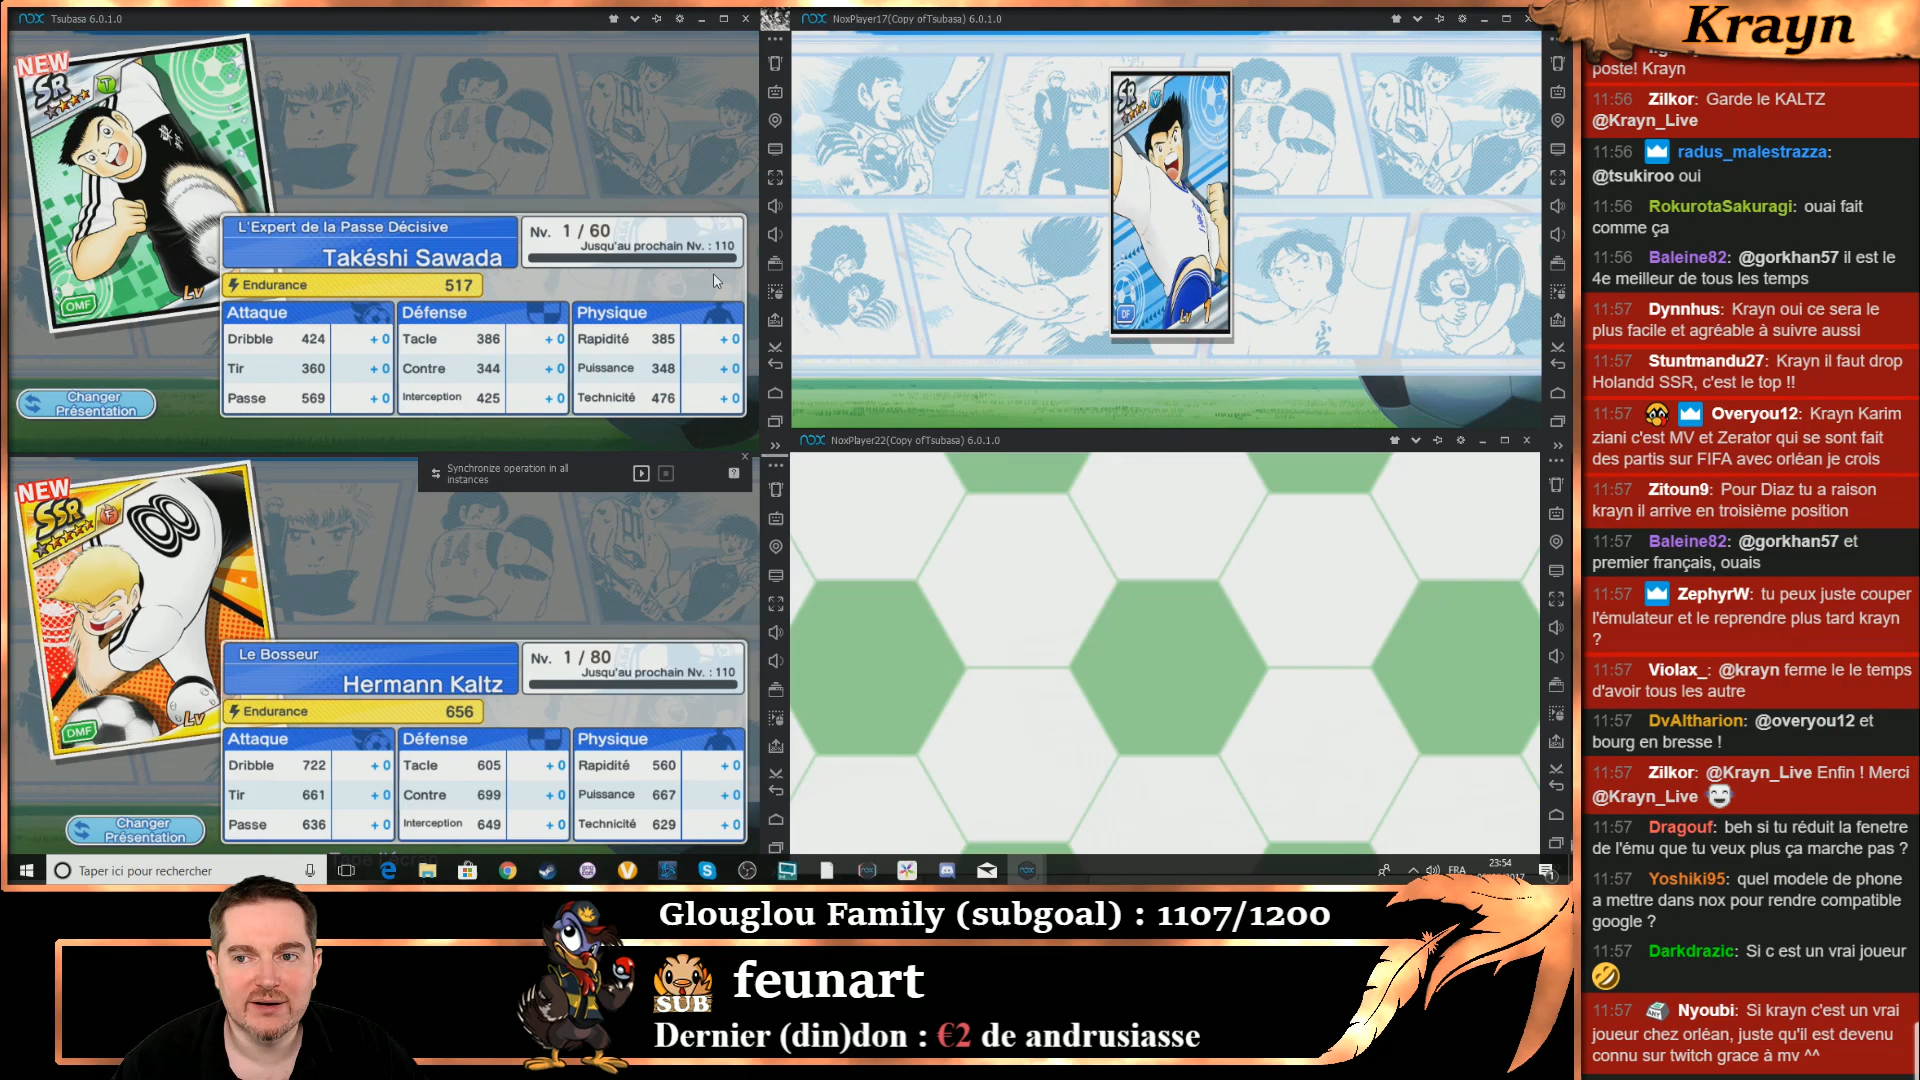 nox Tsubasa 6.0.1.0
NEW
SR
T
OMF
Lv
L'Expert de la Passe Décisive
Takéshi Sawada
Nv. 1 / 60
Jusqu'au prochain Nv. : 110
Endurance 517
Attaque Défense Physique
Dribble 424 + 0 Tacle 386 + 0 Rapidité 385 + 0
Tir 360 + 0 Contre 344 + 0 Puissance 348 + 0
Passe 569 + 0 Interception 425 + 0 Technicité 476 + 0
Changer
Présentation
nox NoxPlayer17(Copy ofTsubasa) 6.0.1.0
SR
DF
Lv 1
Synchronize operation in all
instances
NEW
SSR
DMF
Lv
Le Bosseur
Hermann Kaltz
Nv. 1 / 80
Jusqu'au prochain Nv. : 110
Endurance 656
Attaque Défense Physique
Dribble 722 + 0 Tacle 605 + 0 Rapidité 560 + 0
Tir 661 + 0 Contre 699 + 0 Puissance 667 + 0
Passe 636 + 0 Interception 649 + 0 Technicité 629 + 0
Changer
Présentation
nox NoxPlayer22(Copy ofTsubasa) 6.0.1.0
Taper ici pour rechercher
FRA
23:54
Krayn
poste! Krayn
11:56 Zilkor: Garde le KALTZ
@Krayn_Live
11:56 radus_malestrazza:
@tsukiroo oui
11:56 RokurotaSakuragi: ouai fait
comme ça
11:56 Baleine82: @gorkhan57 il est le
4e meilleur de tous les temps
11:57 Dynnhus: Krayn oui ce sera le
plus facile et agréable à suivre aussi
11:57 Stuntmandu27: Krayn il faut drop
Holandd SSR, c'est le top !!
11:57 Overyou12: Krayn Karim
ziani c'est MV et Zerator qui se sont fait
des partis sur FIFA avec orléan je crois
11:57 Zitoun9: Pour Diaz tu a raison
krayn il arrive en troisième position
11:57 Baleine82: @gorkhan57 et
premier français, ouais
11:57 ZephyrW: tu peux juste couper
l'émulateur et le reprendre plus tard krayn
?
11:57 Violax_: @krayn ferme le le temps
d'avoir tous les autre
11:57 DvAltharion: @overyou12 et
bourg en bresse !
11:57 Zilkor: @Krayn_Live Enfin ! Merci
@Krayn_Live
11:57 Dragouf: beh si tu réduit la fenetre
de l'ému que tu veux plus ça marche pas ?
11:57 Yoshiki95: quel modele de phone
a mettre dans nox pour rendre compatible
google ?
11:57 Darkdrazic: Si c est un vrai joueur
11:57 Nyoubi: Si krayn c'est un vrai
joueur chez orléan, juste qu'il est devenu
connu sur twitch grace à mv ^^
Glouglou Family (subgoal) : 1107/1200
SUB
feunart
Dernier (din)don : €2 de andrusiasse